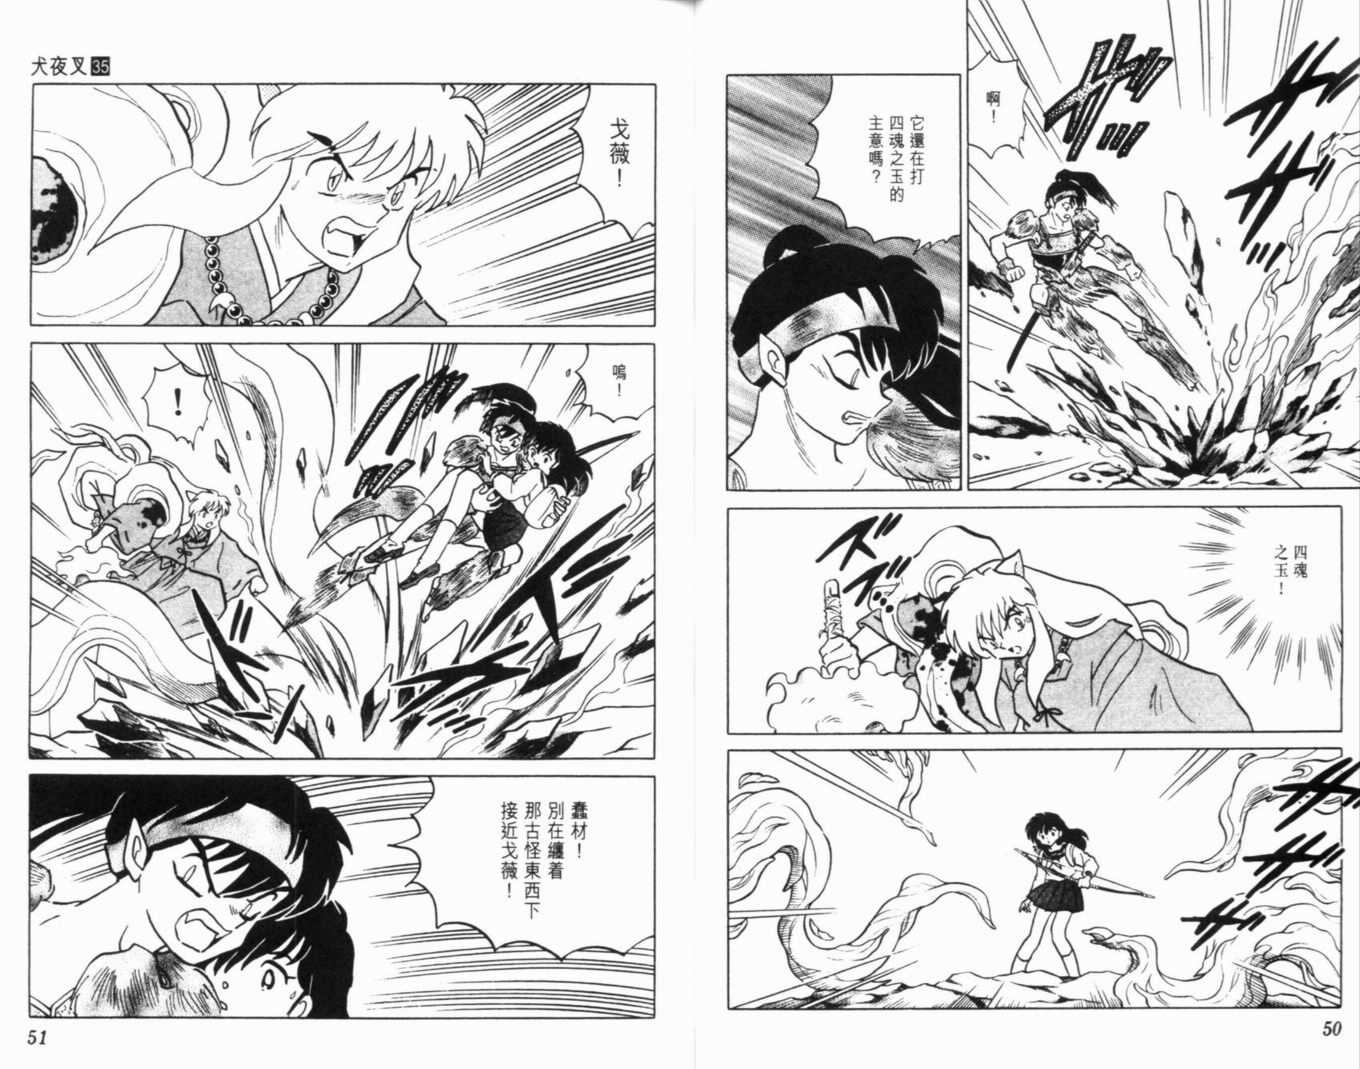 犬夜叉35
啊！
它還在打
四魂之玉的
主意嗎？
四魂
之玉！
ズズ…
50
戈薇！
嗚！
！
蠢材！
別在纏着
那古怪東西下
接近戈薇！
51